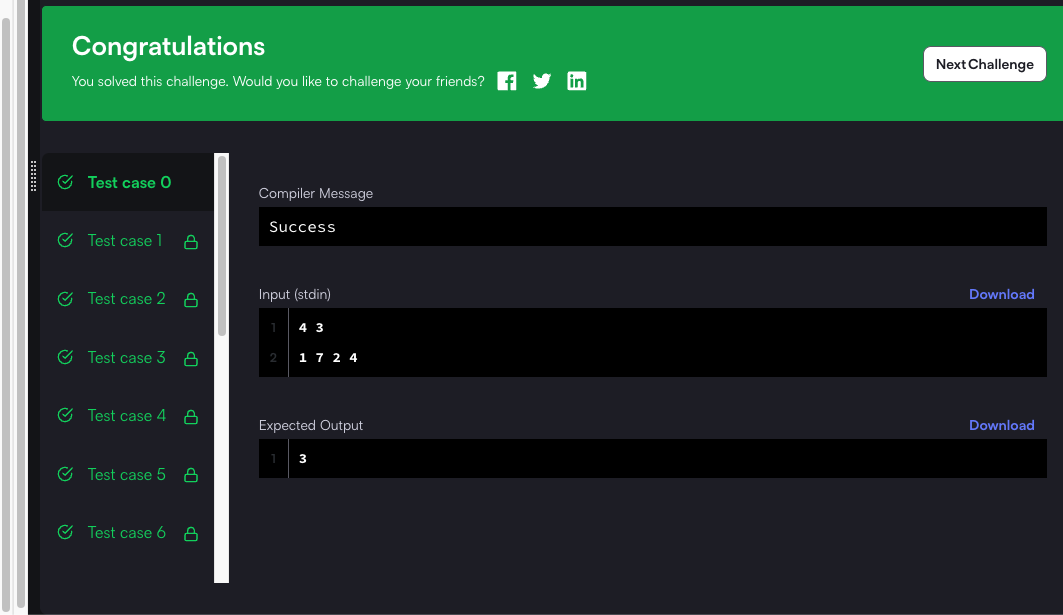 Congratulations
You solved this challenge. Would you like to challenge your friends?
Next Challenge
Test case 0
Test case 1
Test case 2
Test case 3
Test case 4
Test case 5
Test case 6
Compiler Message
Success
Input (stdin)
Download
1 4 3
2 1 7 2 4
Expected Output
Download
1 3